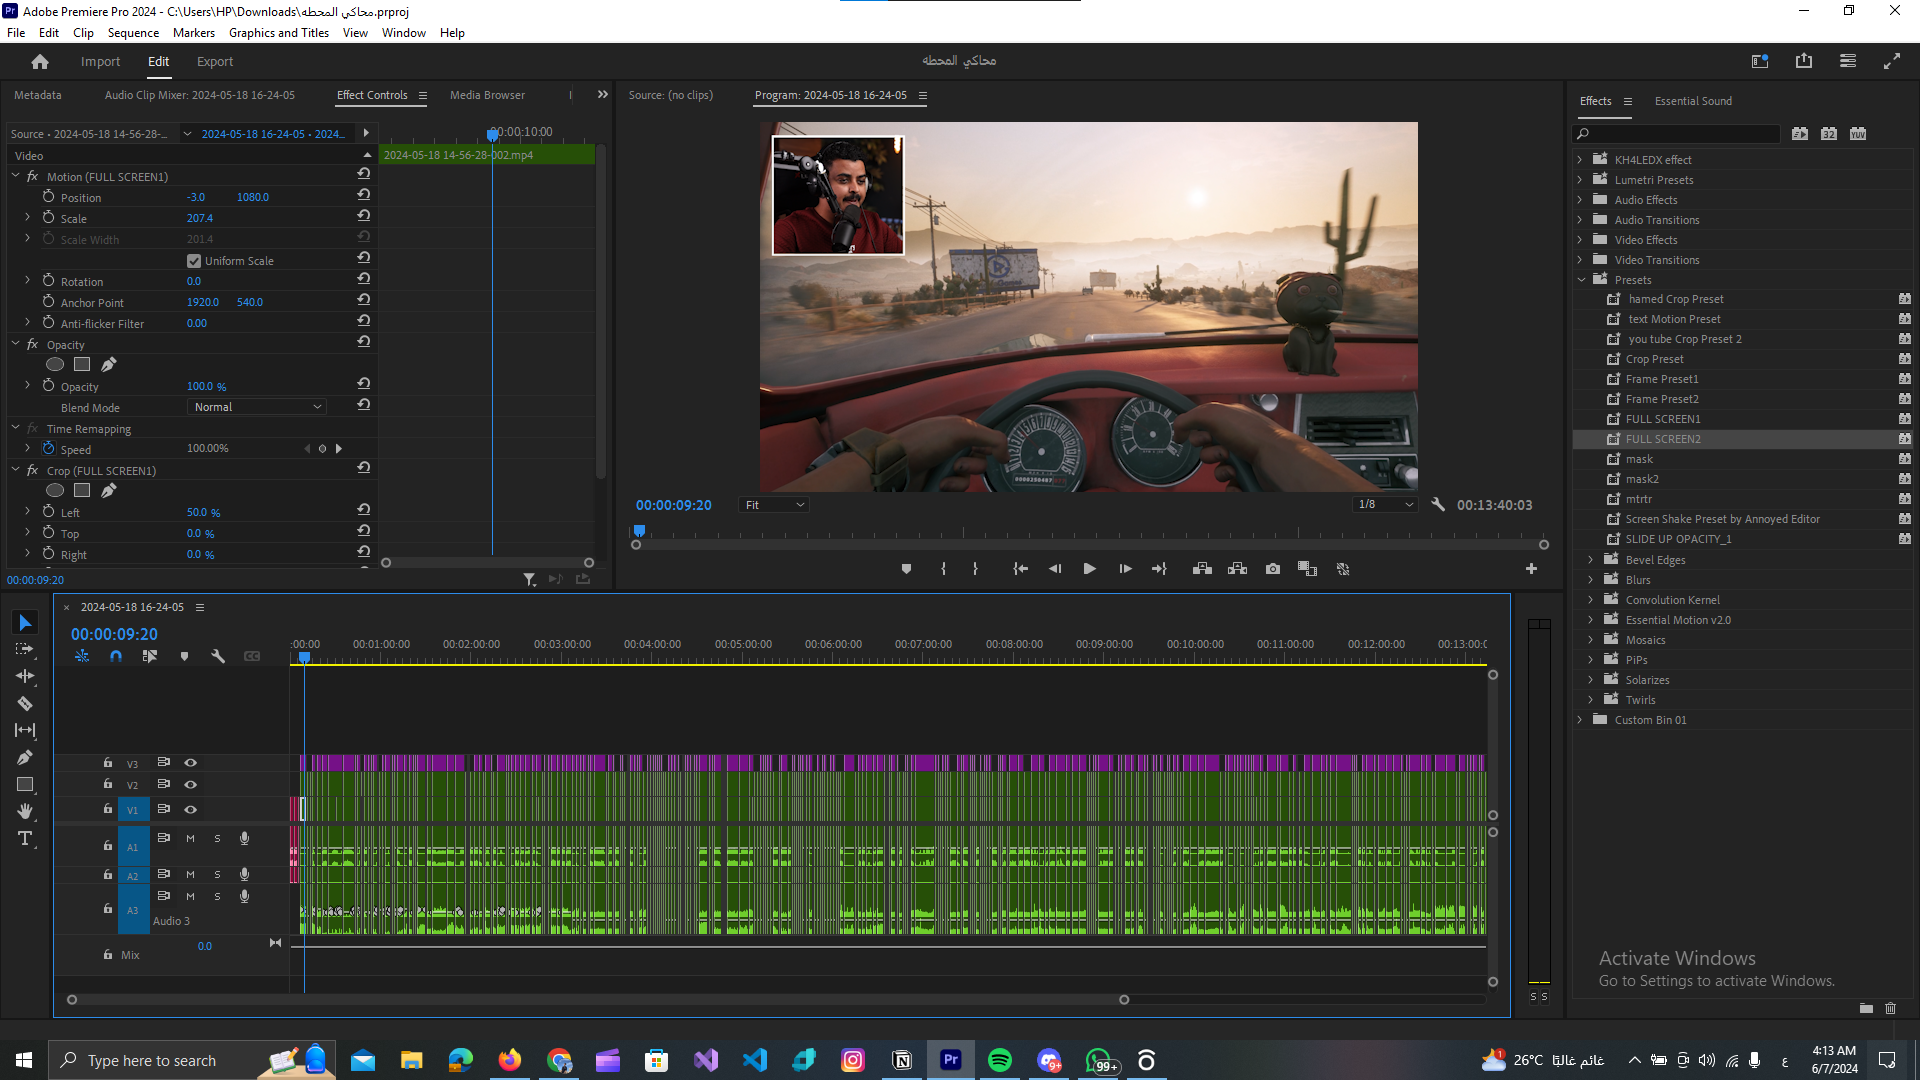 Adobe Premiere Pro 2024 - C:\Users\HP\Downloads\محاكي المحطه.prproj
File Edit Clip Sequence Markers Graphics and Titles View Window Help
Import Edit Export
محاكي المحطه
Metadata Audio Clip Mixer: 2024-05-18 16-24-05 Effect Controls Media Browser
Source • 2024-05-18 14-56-28-... 2024-05-18 16-24-05 • 2024...
00:00:10:00
Video
2024-05-18 14-56-28-002.mp4
fx Motion (FULL SCREEN1)
Position -3.0 1080.0
Scale 207.4
Scale Width 201.4
Uniform Scale
Rotation 0.0
Anchor Point 1920.0 540.0
Anti-flicker Filter 0.00
fx Opacity
Opacity 100.0 %
Blend Mode Normal
fx Time Remapping
Speed 100.00%
fx Crop (FULL SCREEN1)
Left 50.0 %
Top 0.0 %
Right 0.0 %
00:00:09:20
Source: (no clips) Program: 2024-05-18 16-24-05
00:00:09:20 Fit 1/8 00:13:40:03
Effects Essential Sound
32 YUV
KH4LEDX effect
Lumetri Presets
Audio Effects
Audio Transitions
Video Effects
Video Transitions
Presets
hamed Crop Preset
text Motion Preset
you tube Crop Preset 2
Crop Preset
Frame Preset1
Frame Preset2
FULL SCREEN1
FULL SCREEN2
mask
mask2
mtrtr
Screen Shake Preset by Annoyed Editor
SLIDE UP OPACITY_1
Bevel Edges
Blurs
Convolution Kernel
Essential Motion v2.0
Mosaics
PiPs
Solarizes
Twirls
Custom Bin 01
2024-05-18 16-24-05
00:00:09:20
:00:00 00:01:00:00 00:02:00:00 00:03:00:00 00:04:00:00 00:05:00:00 00:06:00:00 00:07:00:00 00:08:00:00 00:09:00:00 00:10:00:00 00:11:00:00 00:12:00:00 00:13:00:0
V3
V2
V1
A1 M S
A2 M S
A3 M S
Audio 3
Mix 0.0
S S
Activate Windows
Go to Settings to activate Windows.
Type here to search
Pr
9+
99+
1
26°C غائم غالبًا
ع
4:13 AM
6/7/2024